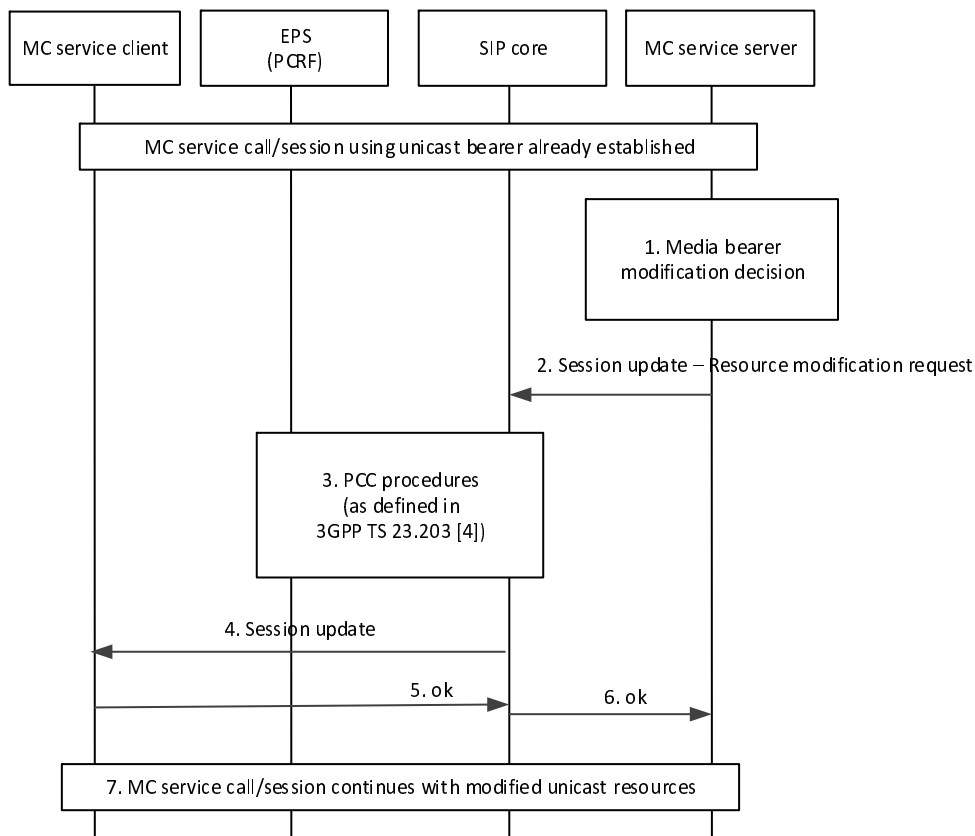 MC service client
EPS
(PCRF)
SIP core
MC service server
MC service call/session using unicast bearer already established
1. Media bearer
modification decision
2. Session update – Resource modification request
3. PCC procedures
(as defined in
3GPP TS 23.203 [4])
4. Session update
5. ok
6. ok
7. MC service call/session continues with modified unicast resources